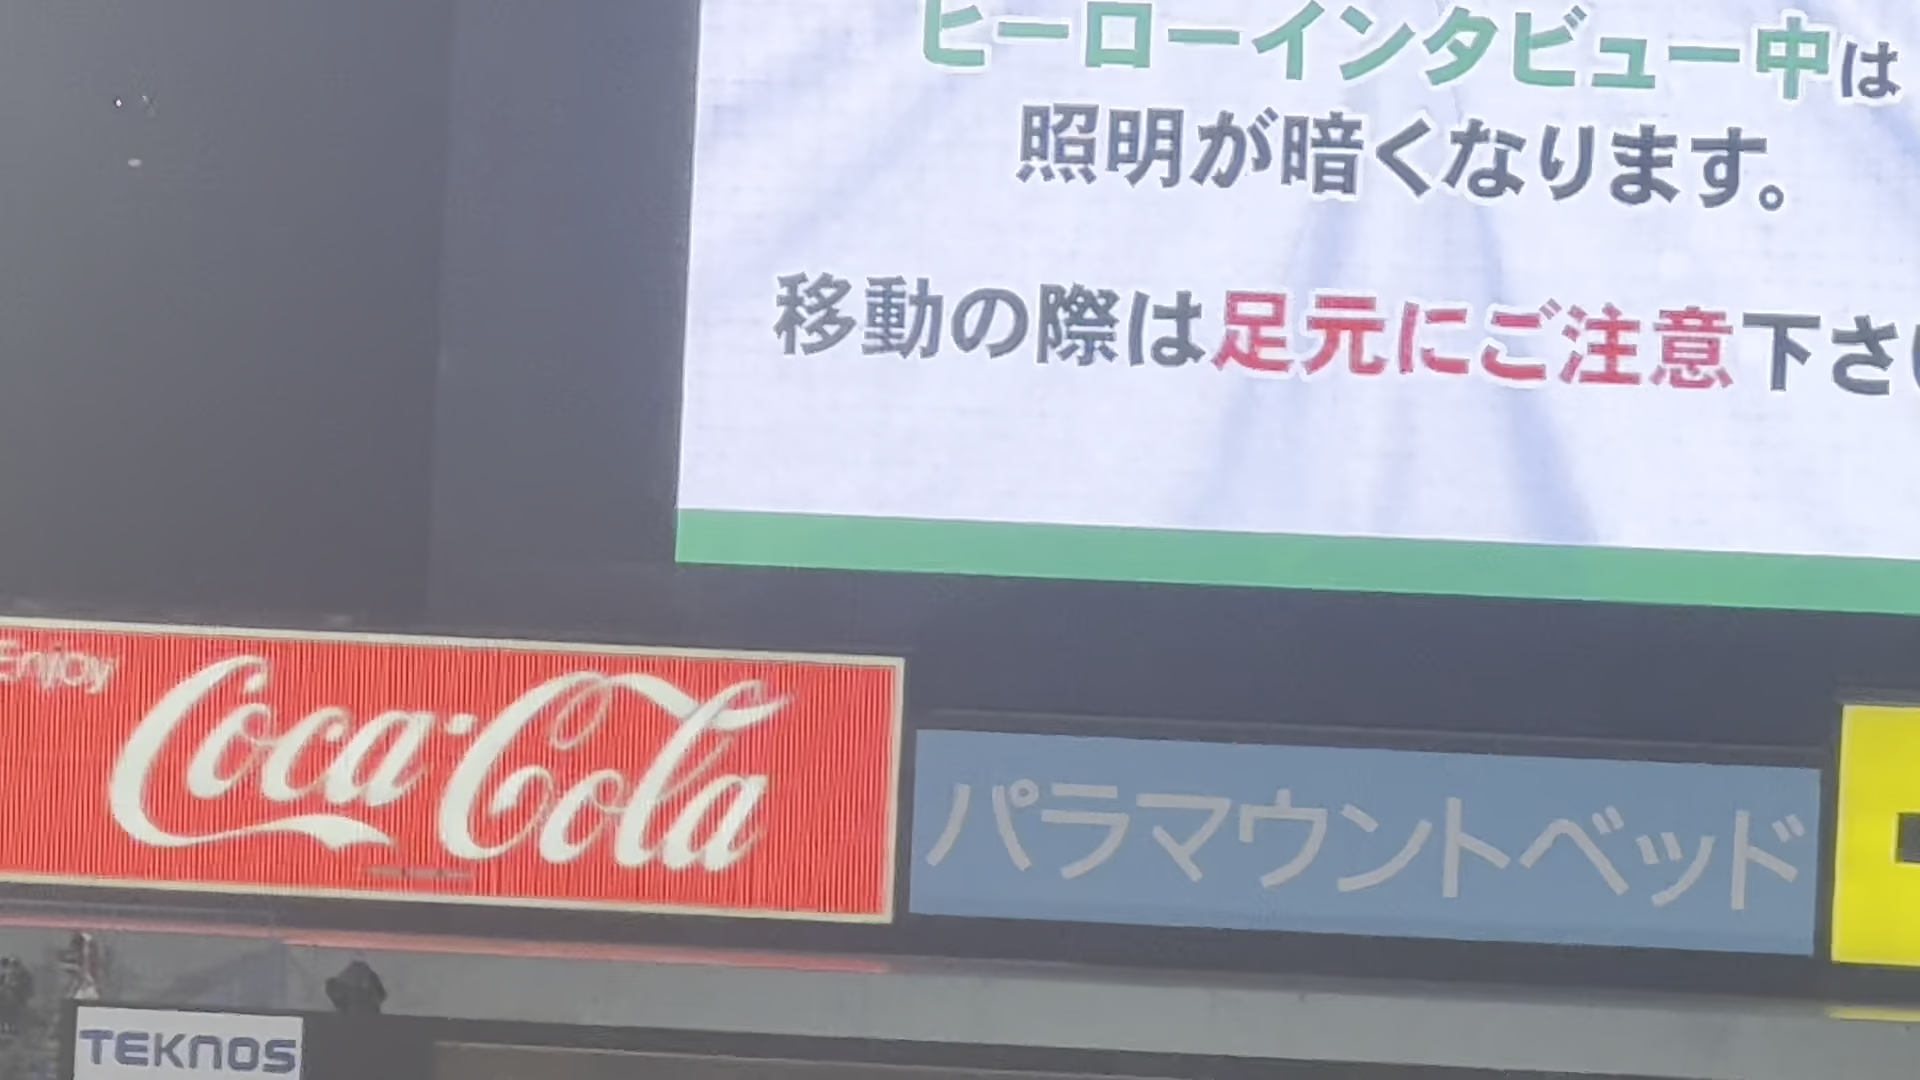 ヒーローインタビュー中は
照明が暗くなります。
移動の際は足元にご注意下さい
Enjoy
Coca-Cola
パラマウントベッド
TEKNOS